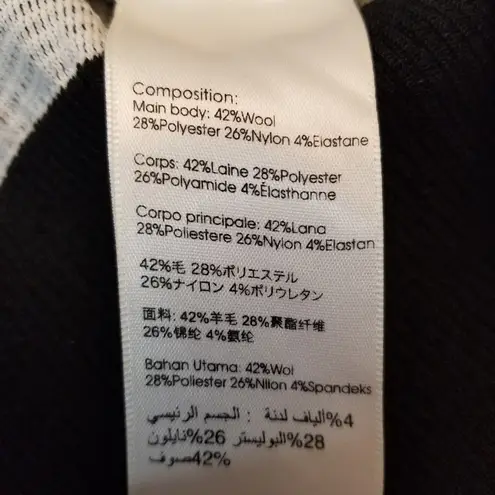 Composition:
Main body: 42%Wool
28%Polyester 26%Nylon 4%Elastane
Corps: 42%Laine 28%Polyester
26%Polyamide 4%Élasthanne
Corpo principale: 42%Lana
28%Poliestere 26%Nylon 4%Elastan
42%毛 28%ポリエステル
26%ナイロン 4%ポリウレタン
面料: 42%羊毛 28%聚酯纤维
26%锦纶 4%氨纶
Bahan Utama: 42%Wol
28%Poliester 26%Nilon 4%Spandeks
الجسم الرئيسي : 4%ألياف لدنة
28%البوليستر 26%نايلون
42%صوف